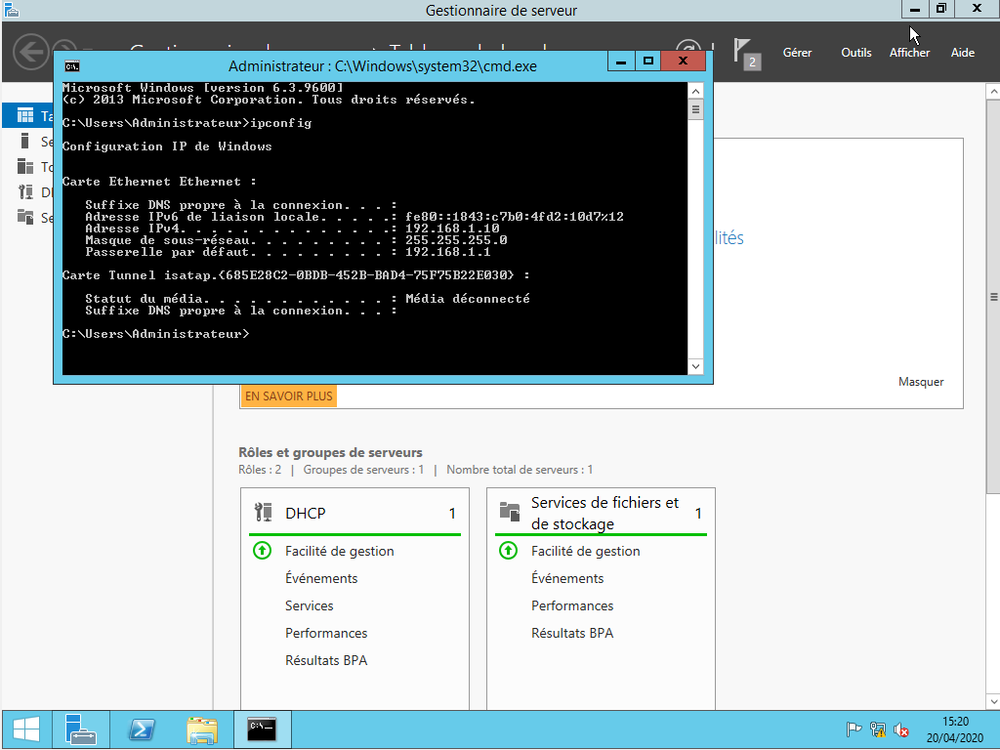 Gestionnaire de serveur
2
Gérer
Outils
Afficher
Aide
Administrateur : C:\Windows\system32\cmd.exe
Microsoft Windows [version 6.3.9600]
(c) 2013 Microsoft Corporation. Tous droits réservés.
C:\Users\Administrateur>ipconfig
Configuration IP de Windows
Carte Ethernet Ethernet :
Suffixe DNS propre à la connexion. . . :
Adresse IPv6 de liaison locale. . . . .: fe80::1843:c7b0:4fd2:10d7%12
Adresse IPv4. . . . . . . . . . . . . .: 192.168.1.10
Masque de sous-réseau. . . . . . . . . : 255.255.255.0
Passerelle par défaut. . . . . . . . . : 192.168.1.1
Carte Tunnel isatap.{685E28C2-0BDB-452B-BAD4-75F75B22E030} :
Statut du média. . . . . . . . . . . . : Média déconnecté
Suffixe DNS propre à la connexion. . . :
C:\Users\Administrateur>
Ta
Se
To
DH
Se
lités
Masquer
EN SAVOIR PLUS
Rôles et groupes de serveurs
Rôles : 2 | Groupes de serveurs : 1 | Nombre total de serveurs : 1
DHCP 1
Facilité de gestion
Événements
Services
Performances
Résultats BPA
Services de fichiers et de stockage 1
Facilité de gestion
Événements
Performances
Résultats BPA
C:\_
15:20
20/04/2020